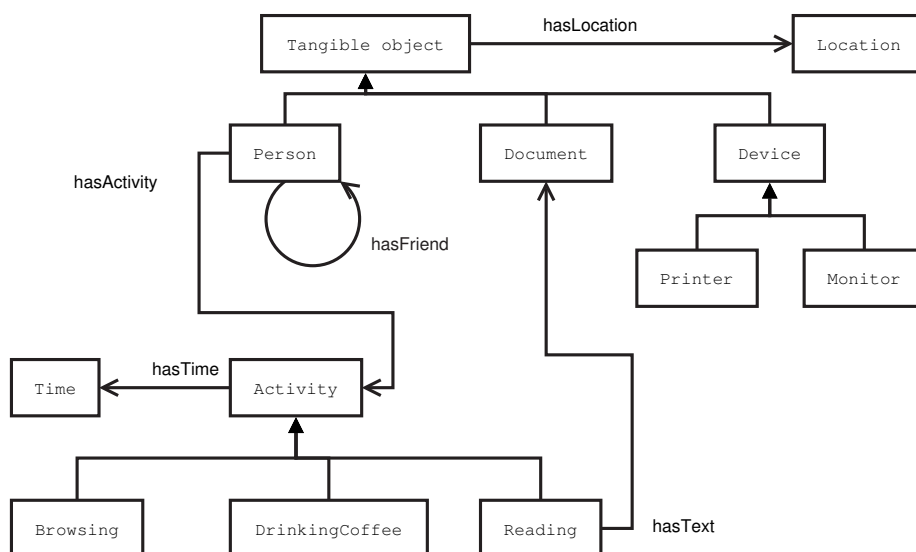 hasLocation
Tangible object
Location
Person
Document
Device
hasActivity
hasFriend
Printer
Monitor
hasTime
Time
Activity
Browsing
DrinkingCoffee
Reading
hasText